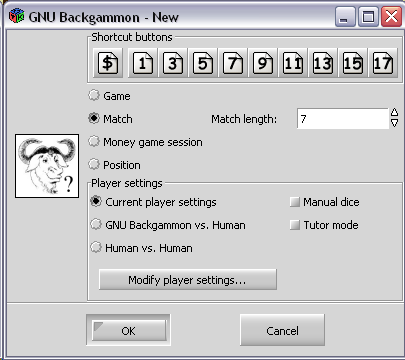 GNU Backgammon - New
Shortcut buttons
$ 1 3 5 7 9 11 13 15 17
Game
Match Match length: 7
Money game session
Position
?
Player settings
Current player settings Manual dice
GNU Backgammon vs. Human Tutor mode
Human vs. Human
Modify player settings...
OK Cancel